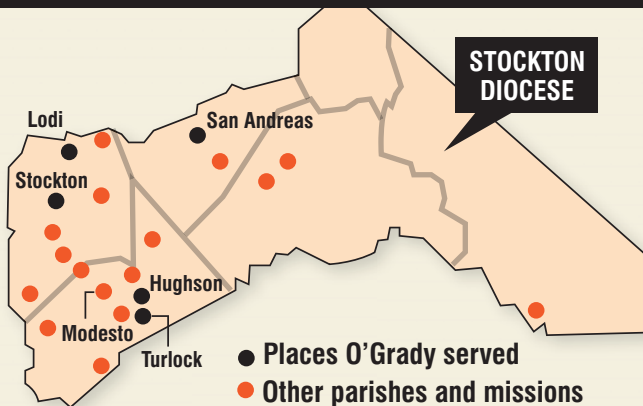 STOCKTON
DIOCESE
Lodi
San Andreas
Stockton
Hughson
Modesto
Turlock
Places O'Grady served
Other parishes and missions